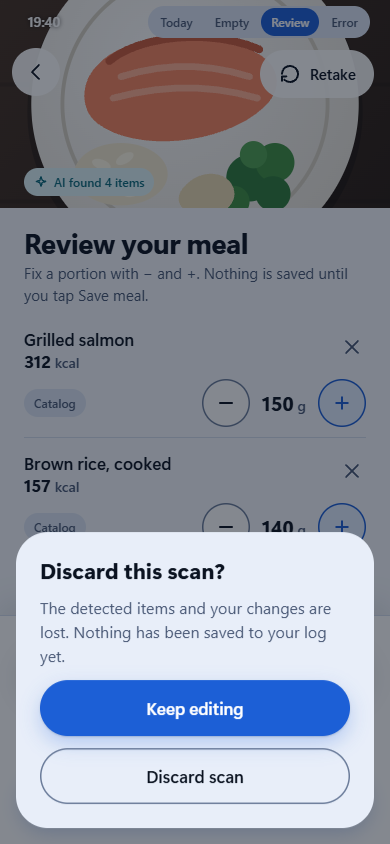 19:40
Today Empty Review Error
Retake
AI found 4 items
Review your meal
Fix a portion with − and +. Nothing is saved until
you tap Save meal.
Grilled salmon
312 kcal
Catalog
150 g
Brown rice, cooked
157 kcal
Catalog
140 g
Discard this scan?
The detected items and your changes are
lost. Nothing has been saved to your log
yet.
Keep editing
Discard scan